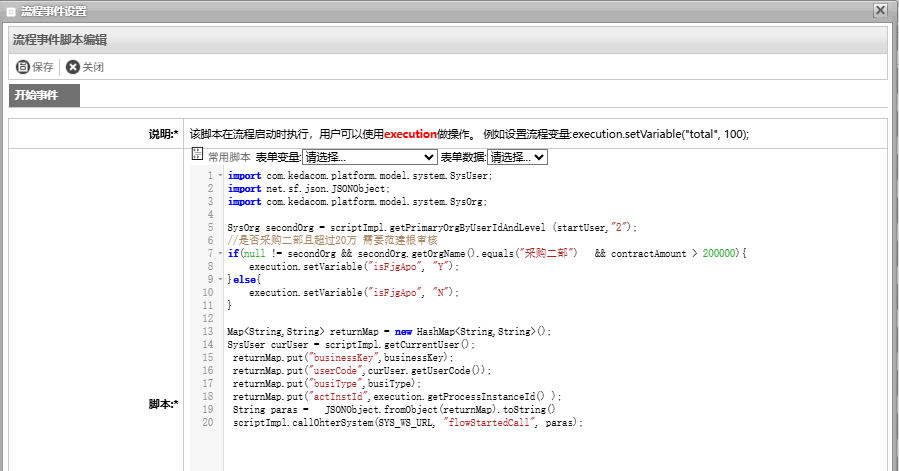 流程事件设置
流程事件脚本编辑
保存 关闭
开始事件
说明:* 该脚本在流程启动时执行，用户可以使用execution做操作。 例如设置流程变量:execution.setVariable("total", 100);
常用脚本 表单变量:请选择... 表单数据:请选择...
脚本:*
1 import com.kedacom.platform.model.system.SysUser;
2 import net.sf.json.JSONObject;
3 import com.kedacom.platform.model.system.SysOrg;
4
5 SysOrg secondOrg = scriptImpl.getPrimaryOrgByUserIdAndLevel (startUser,"2");
6 //是否采购二部且超过20万 需要范建根审核
7 if(null != secondOrg && secondOrg.getOrgName().equals("采购二部")   && contractAmount > 200000){
8     execution.setVariable("isFjgApo", "Y");
9 }else{
10     execution.setVariable("isFjgApo", "N");
11 }
12
13 Map<String,String> returnMap = new HashMap<String,String>();
14 SysUser curUser = scriptImpl.getCurrentUser();
15  returnMap.put("businessKey",businessKey);
16  returnMap.put("userCode",curUser.getUserCode());
17  returnMap.put("busiType",busiType);
18  returnMap.put("actInstId",execution.getProcessInstanceId() );
19  String paras =   JSONObject.fromObject(returnMap).toString()
20  scriptImpl.callOhterSystem(SYS_WS_URL, "flowStartedCall", paras);